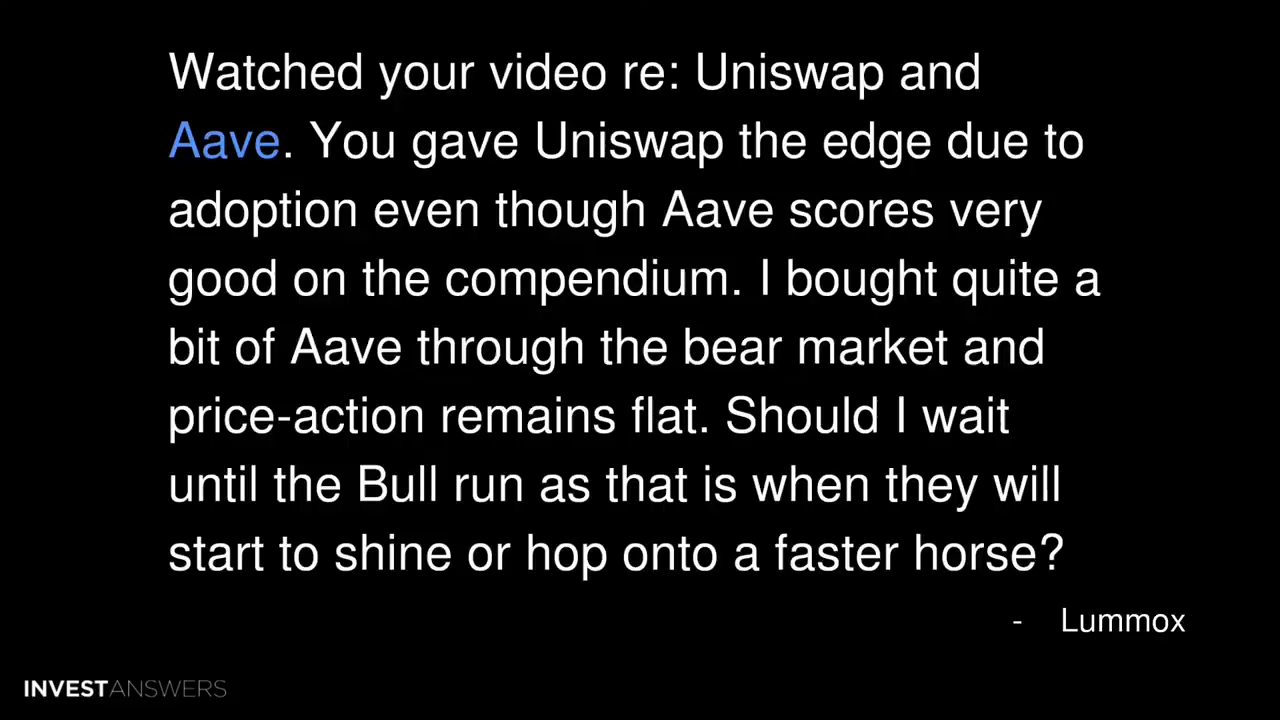 Watched your video re: Uniswap and
Aave. You gave Uniswap the edge due to
adoption even though Aave scores very
good on the compendium. I bought quite a
bit of Aave through the bear market and
price-action remains flat. Should I wait
until the Bull run as that is when they will
start to shine or hop onto a faster horse?
- Lummox
INVESTANSWERS